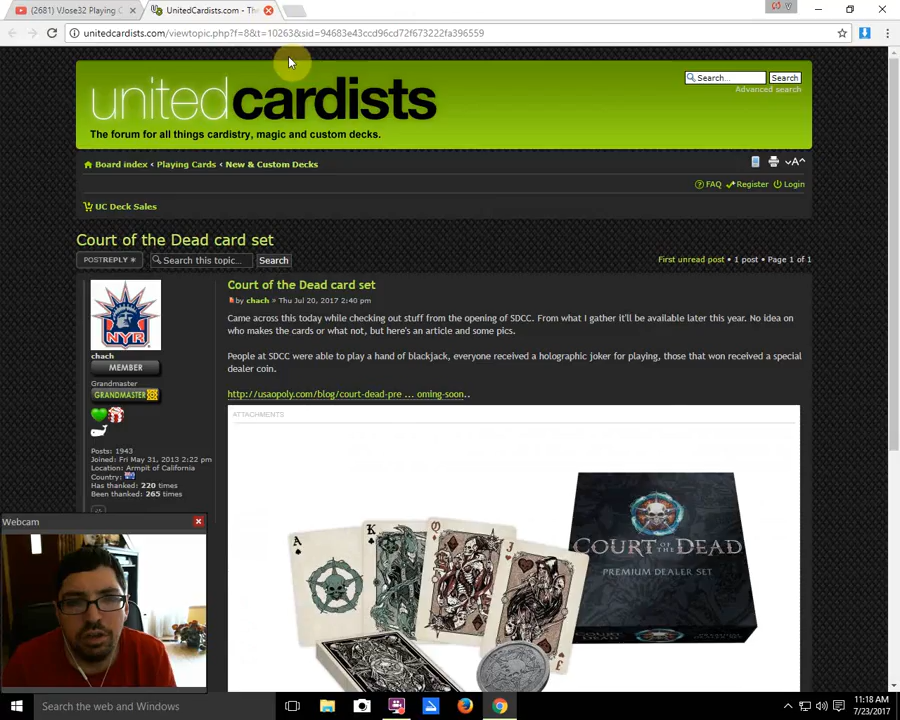 (2681) VJose32 Playing C
UnitedCardists.com - The
unitedcardists.com/viewtopic.php?f=8&t=10263&sid=94683e43ccd96cd72f673222fa396559
unitedcardists
The forum for all things cardistry, magic and custom decks.
Search...
Search
Advanced search
Board index ‹ Playing Cards ‹ New & Custom Decks
FAQ Register Login
UC Deck Sales
Court of the Dead card set
POSTREPLY
Search this topic...
Search
First unread post • 1 post • Page 1 of 1
Court of the Dead card set
by chach » Thu Jul 20, 2017 2:40 pm
Came across this today while checking out stuff from the opening of SDCC. From what I gather it'll be available later this year. No idea on
who makes the cards or what not, but here's an article and some pics.
People at SDCC were able to play a hand of blackjack, everyone received a holographic joker for playing, those that won received a special
dealer coin.
http://usaopoly.com/blog/court-dead-pre ... oming-soon..
NYR
chach
MEMBER
Grandmaster
GRANDMASTER
Posts: 1943
Joined: Fri May 31, 2013 2:22 pm
Location: Armpit of California
Country:
Has thanked: 220 times
Been thanked: 265 times
ATTACHMENTS
A
K
Q
J
J
COURT OF THE DEAD
PREMIUM DEALER SET
Webcam
Search the web and Windows
11:18 AM
7/23/2017